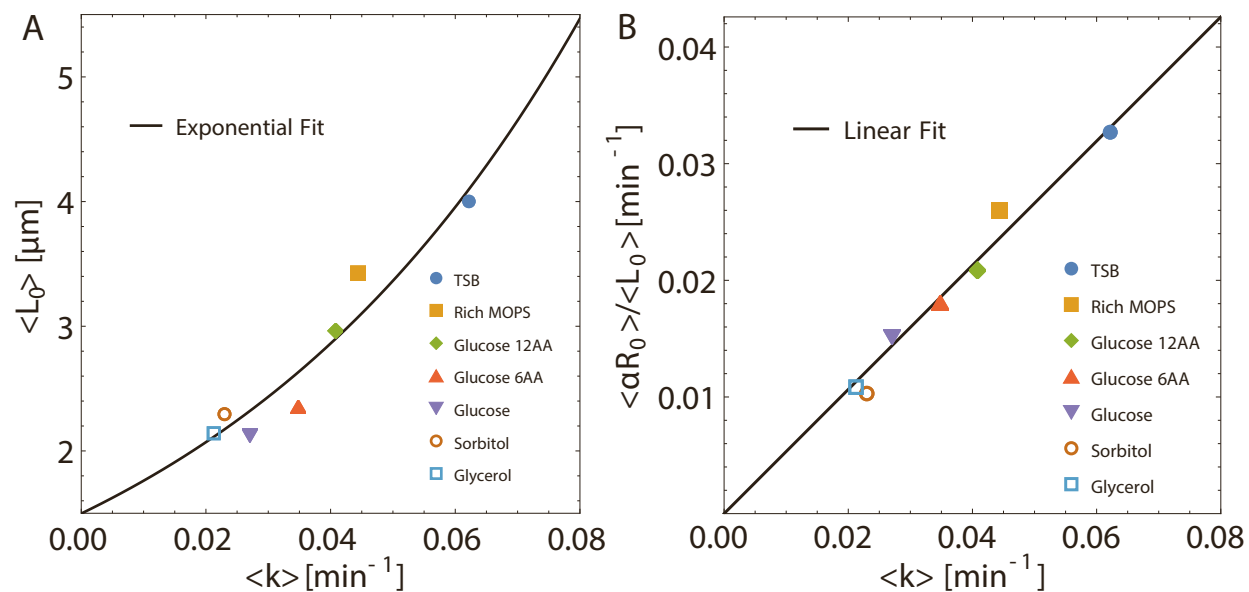 A
<L0> [μm]
5
4
3
2
Exponential Fit
TSB
Rich MOPS
Glucose 12AA
Glucose 6AA
Glucose
Sorbitol
Glycerol
0.00 0.02 0.04 0.06 0.08
<k> [min⁻¹]
B
<αR0>/<L0> [min⁻¹]
0.04
0.03
0.02
0.01
Linear Fit
TSB
Rich MOPS
Glucose 12AA
Glucose 6AA
Glucose
Sorbitol
Glycerol
0.00 0.02 0.04 0.06 0.08
<k> [min⁻¹]